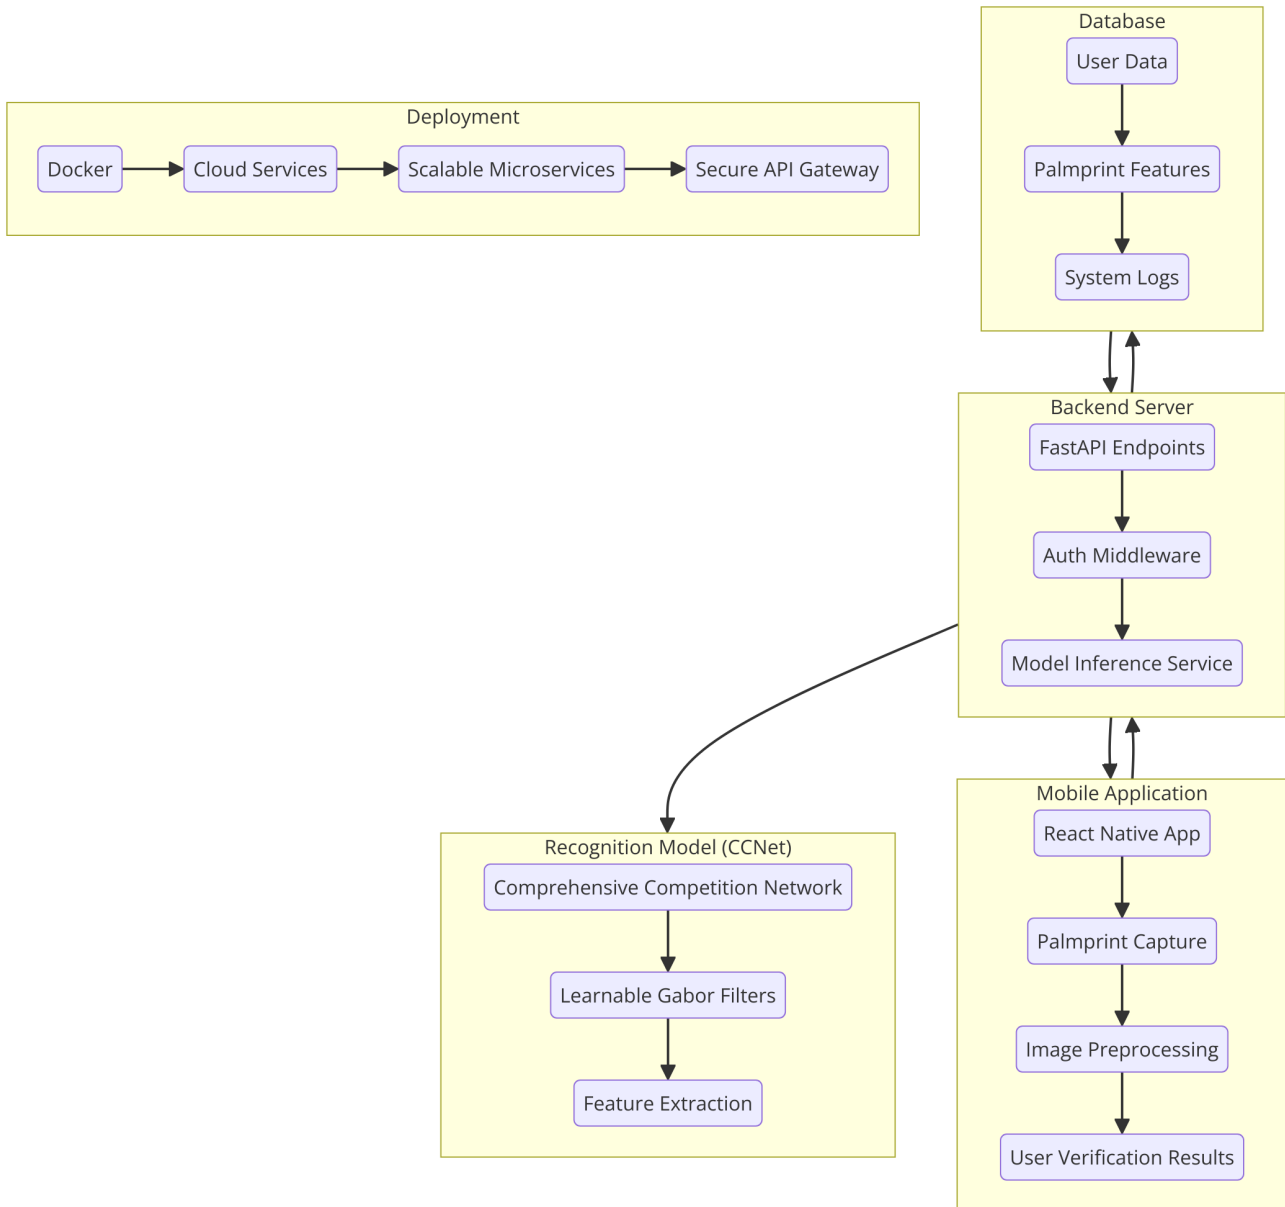 Database
User Data
Palmprint Features
System Logs
Deployment
Docker
Cloud Services
Scalable Microservices
Secure API Gateway
Backend Server
FastAPI Endpoints
Auth Middleware
Model Inference Service
Recognition Model (CCNet)
Comprehensive Competition Network
Learnable Gabor Filters
Feature Extraction
Mobile Application
React Native App
Palmprint Capture
Image Preprocessing
User Verification Results